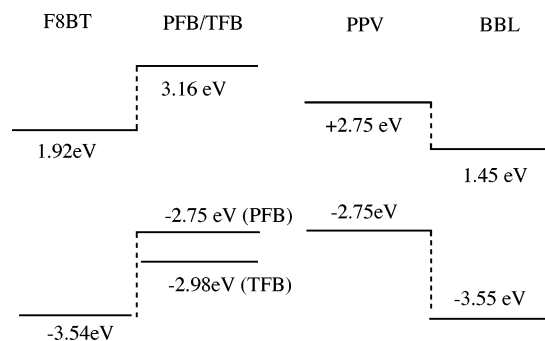 F8BT PFB/TFB PPV BBL
3.16 eV
+2.75 eV
1.92eV
1.45 eV
-2.75 eV (PFB)
-2.75eV
-2.98eV (TFB)
-3.55 eV
-3.54eV